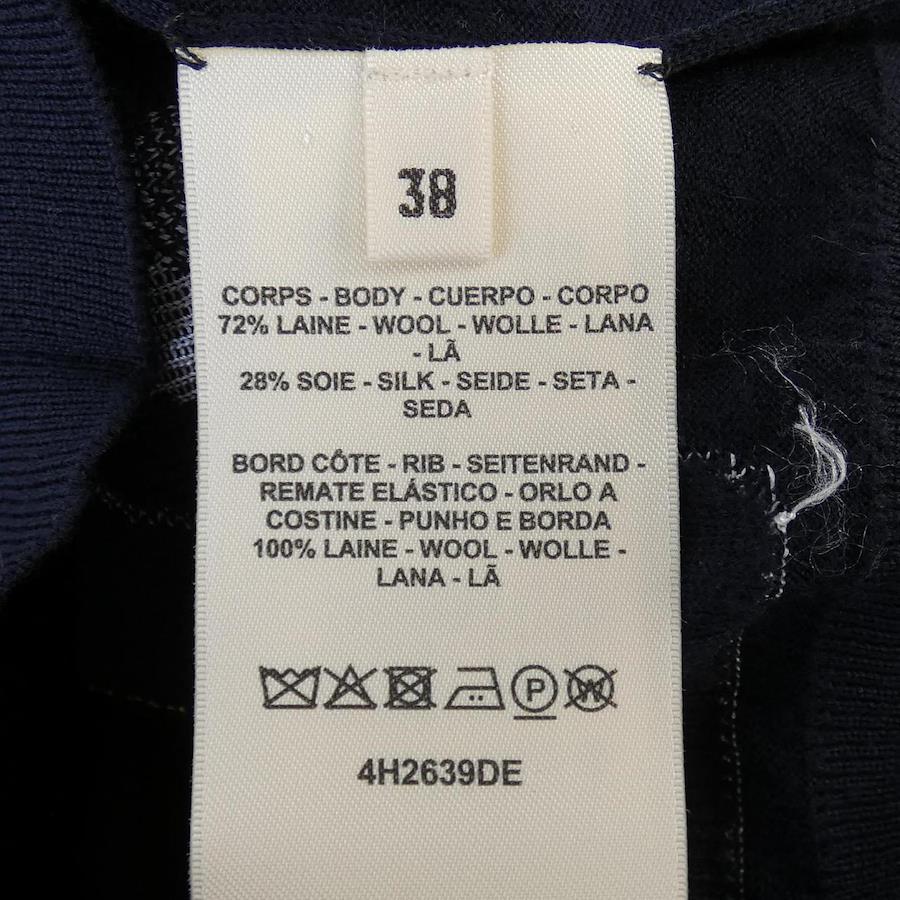 38
CORPS - BODY - CUERPO - CORPO
72% LAINE - WOOL - WOLLE - LANA
- LÃ
28% SOIE - SILK - SEIDE - SETA -
SEDA
BORD CÔTE - RIB - SEITENRAND -
REMATE ELÁSTICO - ORLO A
COSTINE - PUNHO E BORDA
100% LAINE - WOOL - WOLLE -
LANA - LÃ
P W
4H2639DE